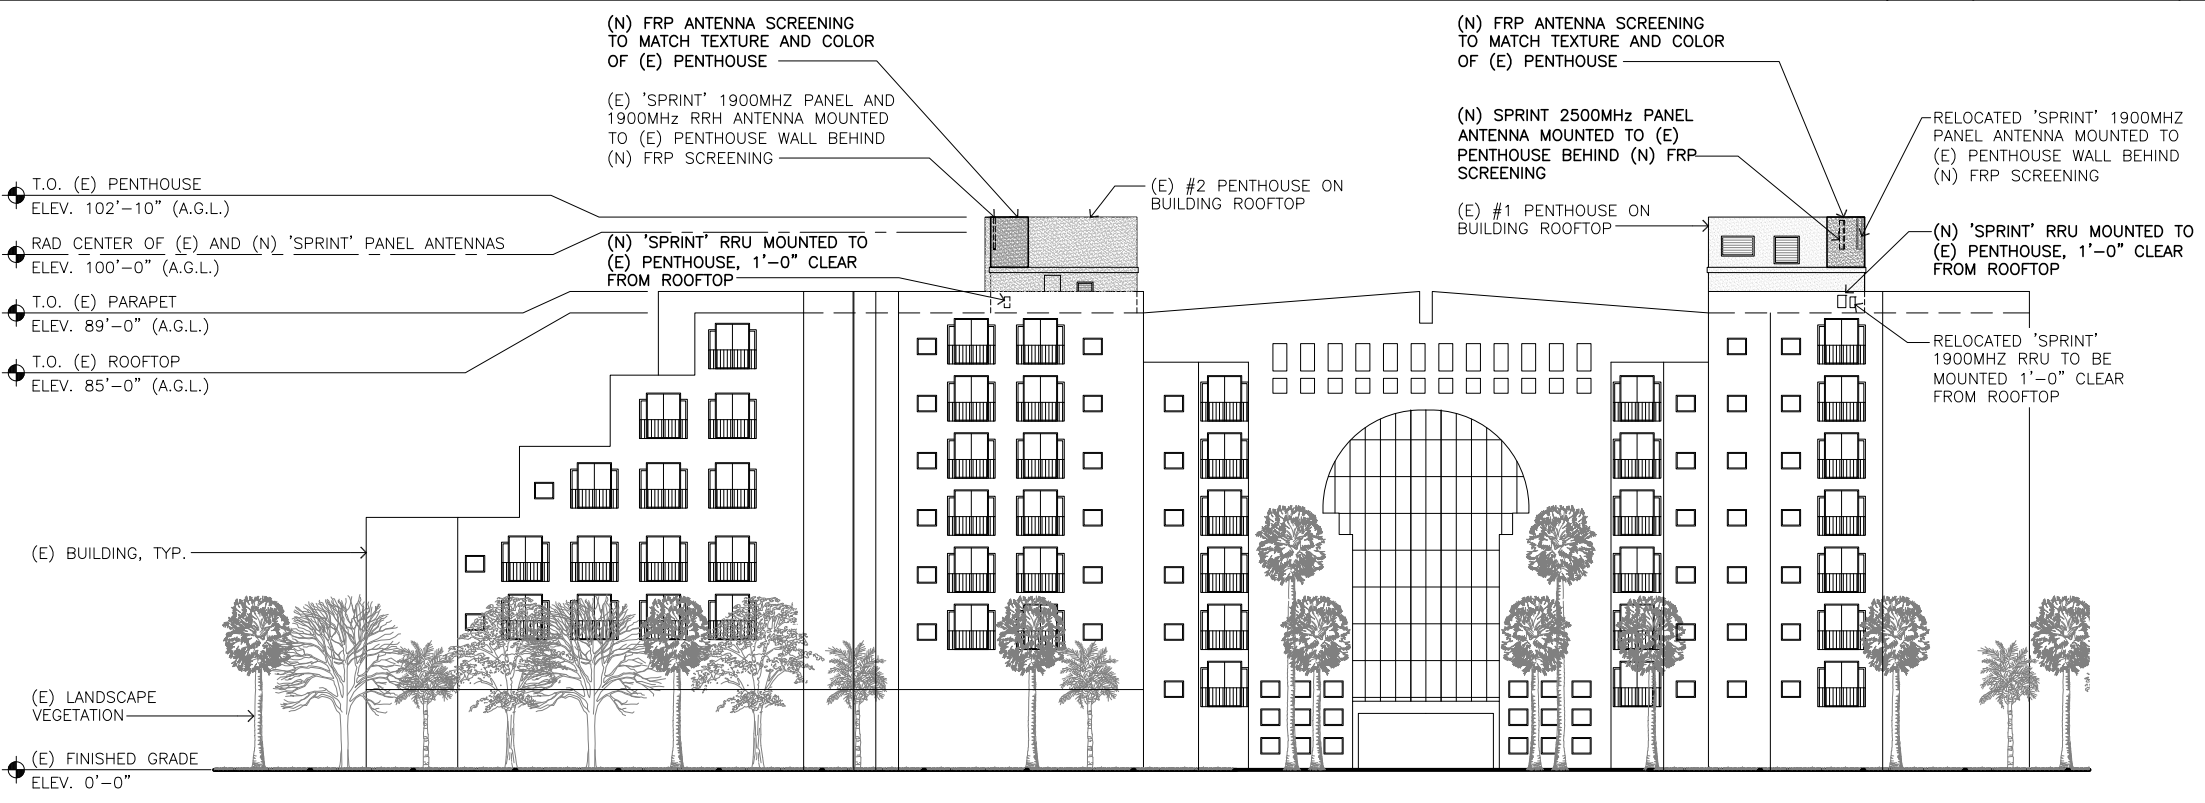 (N) FRP ANTENNA SCREENING
TO MATCH TEXTURE AND COLOR
OF (E) PENTHOUSE
(E) 'SPRINT' 1900MHZ PANEL AND
1900MHz RRH ANTENNA MOUNTED
TO (E) PENTHOUSE WALL BEHIND
(N) FRP SCREENING
(N) FRP ANTENNA SCREENING
TO MATCH TEXTURE AND COLOR
OF (E) PENTHOUSE
(N) SPRINT 2500MHz PANEL
ANTENNA MOUNTED TO (E)
PENTHOUSE BEHIND (N) FRP
SCREENING
RELOCATED 'SPRINT' 1900MHZ
PANEL ANTENNA MOUNTED TO
(E) PENTHOUSE WALL BEHIND
(N) FRP SCREENING
T.O. (E) PENTHOUSE
ELEV. 102'-10" (A.G.L.)
(E) #2 PENTHOUSE ON
BUILDING ROOFTOP
(E) #1 PENTHOUSE ON
BUILDING ROOFTOP
RAD CENTER OF (E) AND (N) 'SPRINT' PANEL ANTENNAS
ELEV. 100'-0" (A.G.L.)
(N) 'SPRINT' RRU MOUNTED TO
(E) PENTHOUSE, 1'-0" CLEAR
FROM ROOFTOP
(N) 'SPRINT' RRU MOUNTED TO
(E) PENTHOUSE, 1'-0" CLEAR
FROM ROOFTOP
T.O. (E) PARAPET
ELEV. 89'-0" (A.G.L.)
T.O. (E) ROOFTOP
ELEV. 85'-0" (A.G.L.)
RELOCATED 'SPRINT'
1900MHZ RRU TO BE
MOUNTED 1'-0" CLEAR
FROM ROOFTOP
(E) BUILDING, TYP.
(E) LANDSCAPE
VEGETATION
(E) FINISHED GRADE
ELEV. 0'-0"